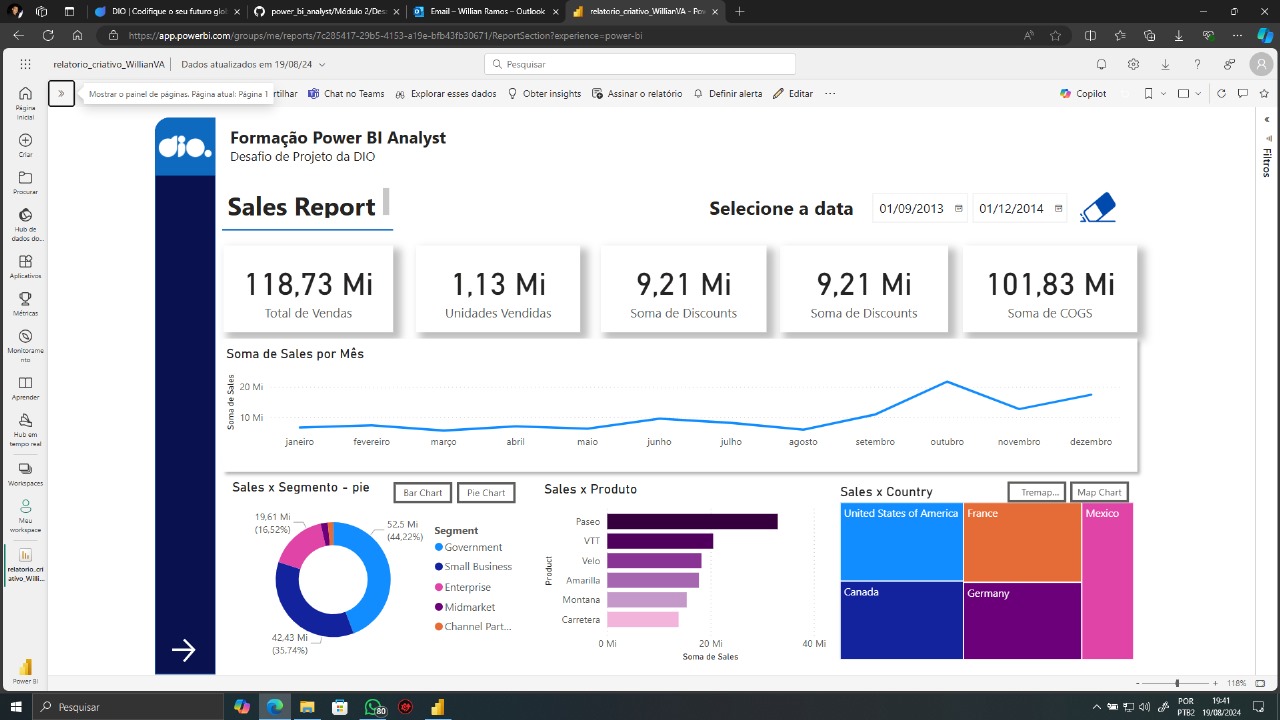 DIO | Codifique o seu futuro glob
power_bi_analyst/Módulo 2/Des
Email – Willian Ramos – Outlook
relatorio_criativo_WillianVA – Pow
https://app.powerbi.com/groups/me/reports/7c285417-29b5-4153-a19e-bfb43fb30671/ReportSection?experience=power-bi
relatorio_criativo_WillianVA
Dados atualizados em 19/08/24
Pesquisar
Mostrar o painel de páginas. Página atual: Página 1
rtilhar
Chat no Teams
Explorar esses dados
Obter insights
Assinar o relatório
Definir alerta
Editar
Copilot
Página Inicial
Criar
Procurar
Hub de dados do...
Aplicativos
Métricas
Monitorame nto
Aprender
Hub em tempo real
Workspaces
Meu workspace
relatorio_cri ativo_Willi...
Power BI
Filtros
dio.
Formação Power BI Analyst
Desafio de Projeto da DIO
Sales Report
Selecione a data
01/09/2013
01/12/2014
118,73 Mi
Total de Vendas
1,13 Mi
Unidades Vendidas
9,21 Mi
Soma de Discounts
9,21 Mi
Soma de Discounts
101,83 Mi
Soma de COGS
Soma de Sales por Mês
Soma de Sales
20 Mi
10 Mi
janeiro fevereiro março abril maio junho julho agosto setembro outubro novembro dezembro
Sales x Segmento - pie
Bar Chart
Pie Chart
19,61 Mi
(16,52%)
52,5 Mi
(44,22%)
42,43 Mi
(35,74%)
Segment
Government
Small Business
Enterprise
Midmarket
Channel Part...
Sales x Produto
Product
Paseo
VTT
Velo
Amarilla
Montana
Carretera
0 Mi 20 Mi 40 Mi
Soma de Sales
Sales x Country
Tremap...
Map Chart
United States of America
France
Mexico
Canada
Germany
118%
Pesquisar
80
POR
PTB2
19:41
19/08/2024